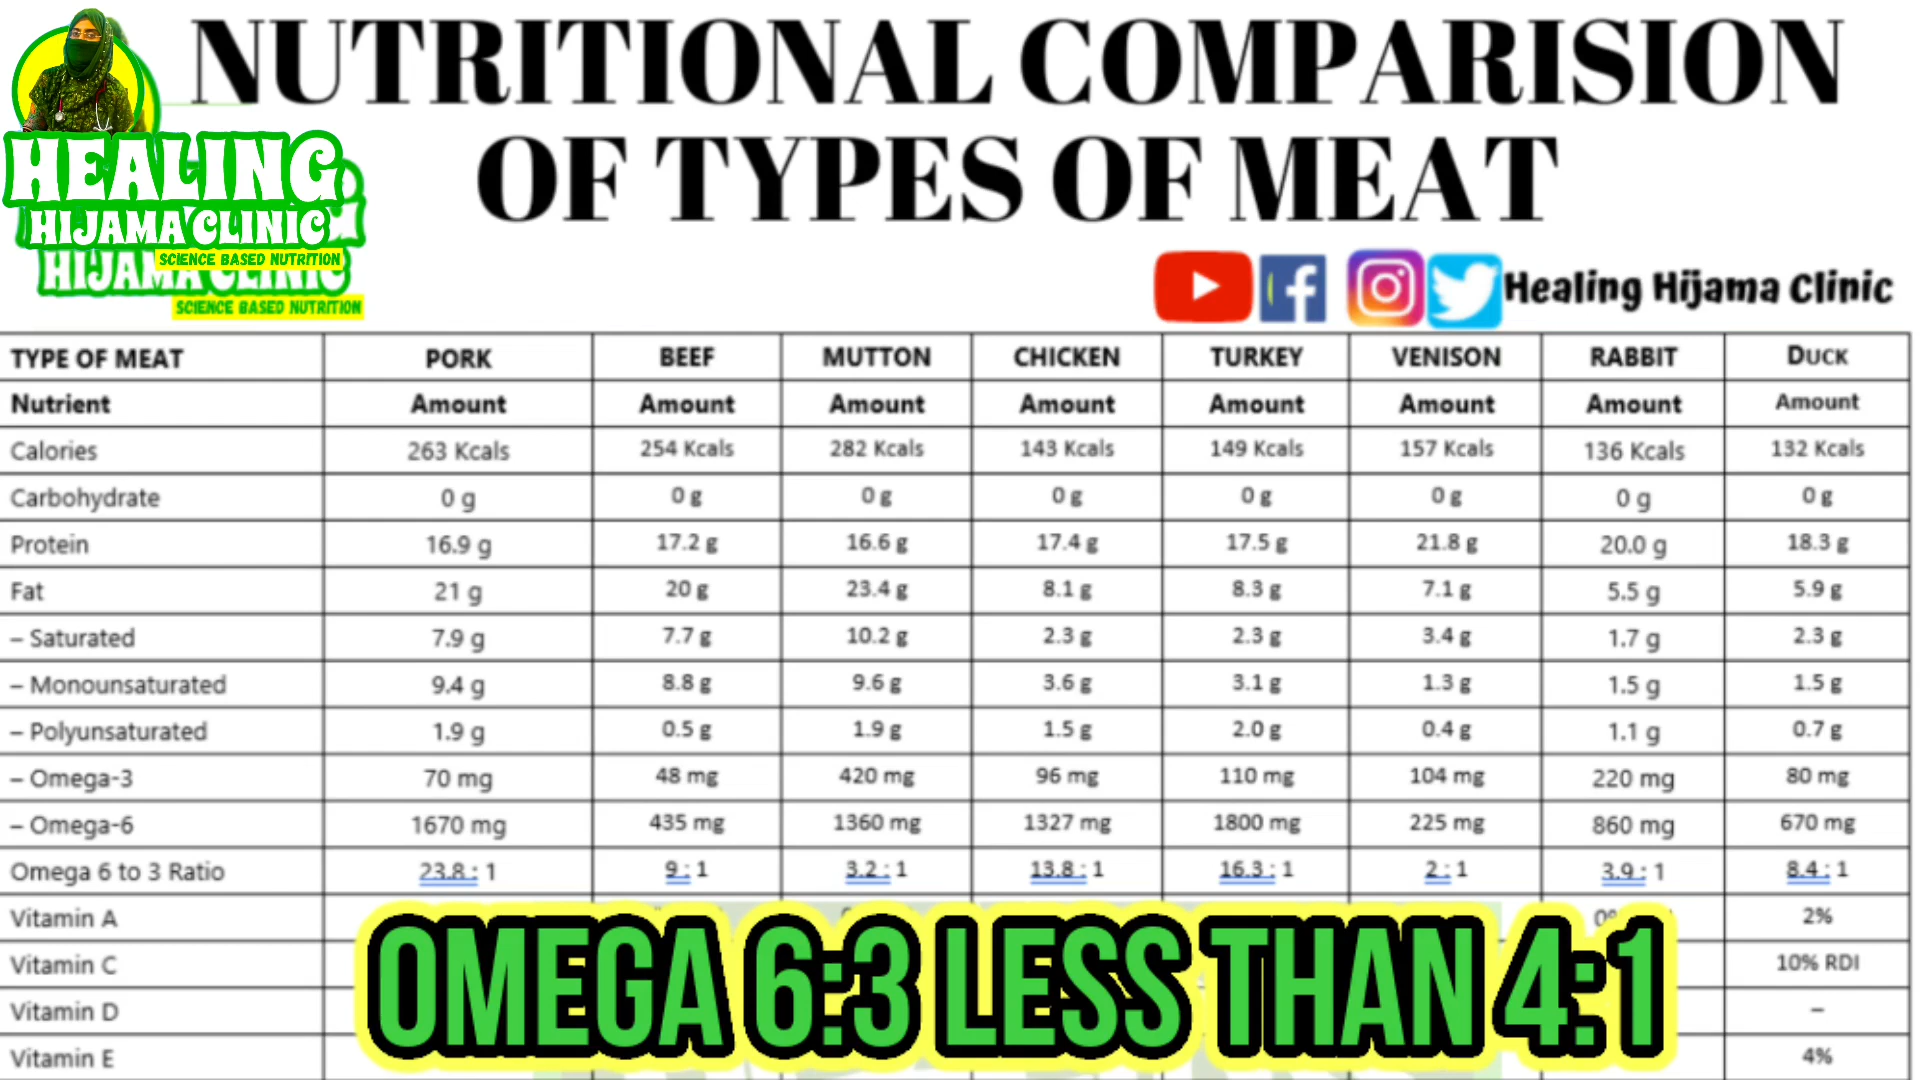 NUTRITIONAL COMPARISION
OF TYPES OF MEAT
HEALING
HIJAMA CLINIC
SCIENCE BASED NUTRITION
HIJAMA CLINIC
SCIENCE BASED NUTRITION
Healing Hijama Clinic
TYPE OF MEAT PORK BEEF MUTTON CHICKEN TURKEY VENISON RABBIT DUCK
Nutrient Amount Amount Amount Amount Amount Amount Amount Amount
Calories 263 Kcals 254 Kcals 282 Kcals 143 Kcals 149 Kcals 157 Kcals 136 Kcals 132 Kcals
Carbohydrate 0 g 0 g 0 g 0 g 0 g 0 g 0 g 0 g
Protein 16.9 g 17.2 g 16.6 g 17.4 g 17.5 g 21.8 g 20.0 g 18.3 g
Fat 21 g 20 g 23.4 g 8.1 g 8.3 g 7.1 g 5.5 g 5.9 g
– Saturated 7.9 g 7.7 g 10.2 g 2.3 g 2.3 g 3.4 g 1.7 g 2.3 g
– Monounsaturated 9.4 g 8.8 g 9.6 g 3.6 g 3.1 g 1.3 g 1.5 g 1.5 g
– Polyunsaturated 1.9 g 0.5 g 1.9 g 1.5 g 2.0 g 0.4 g 1.1 g 0.7 g
– Omega-3 70 mg 48 mg 420 mg 96 mg 110 mg 104 mg 220 mg 80 mg
– Omega-6 1670 mg 435 mg 1360 mg 1327 mg 1800 mg 225 mg 860 mg 670 mg
Omega 6 to 3 Ratio 23.8 : 1 9 : 1 3.2 : 1 13.8 : 1 16.3 : 1 2 : 1 3.9 : 1 8.4 : 1
Vitamin A 2%
Vitamin C 10% RDI
Vitamin D –
Vitamin E 4%
OMEGA 6:3 LESS THAN 4:1